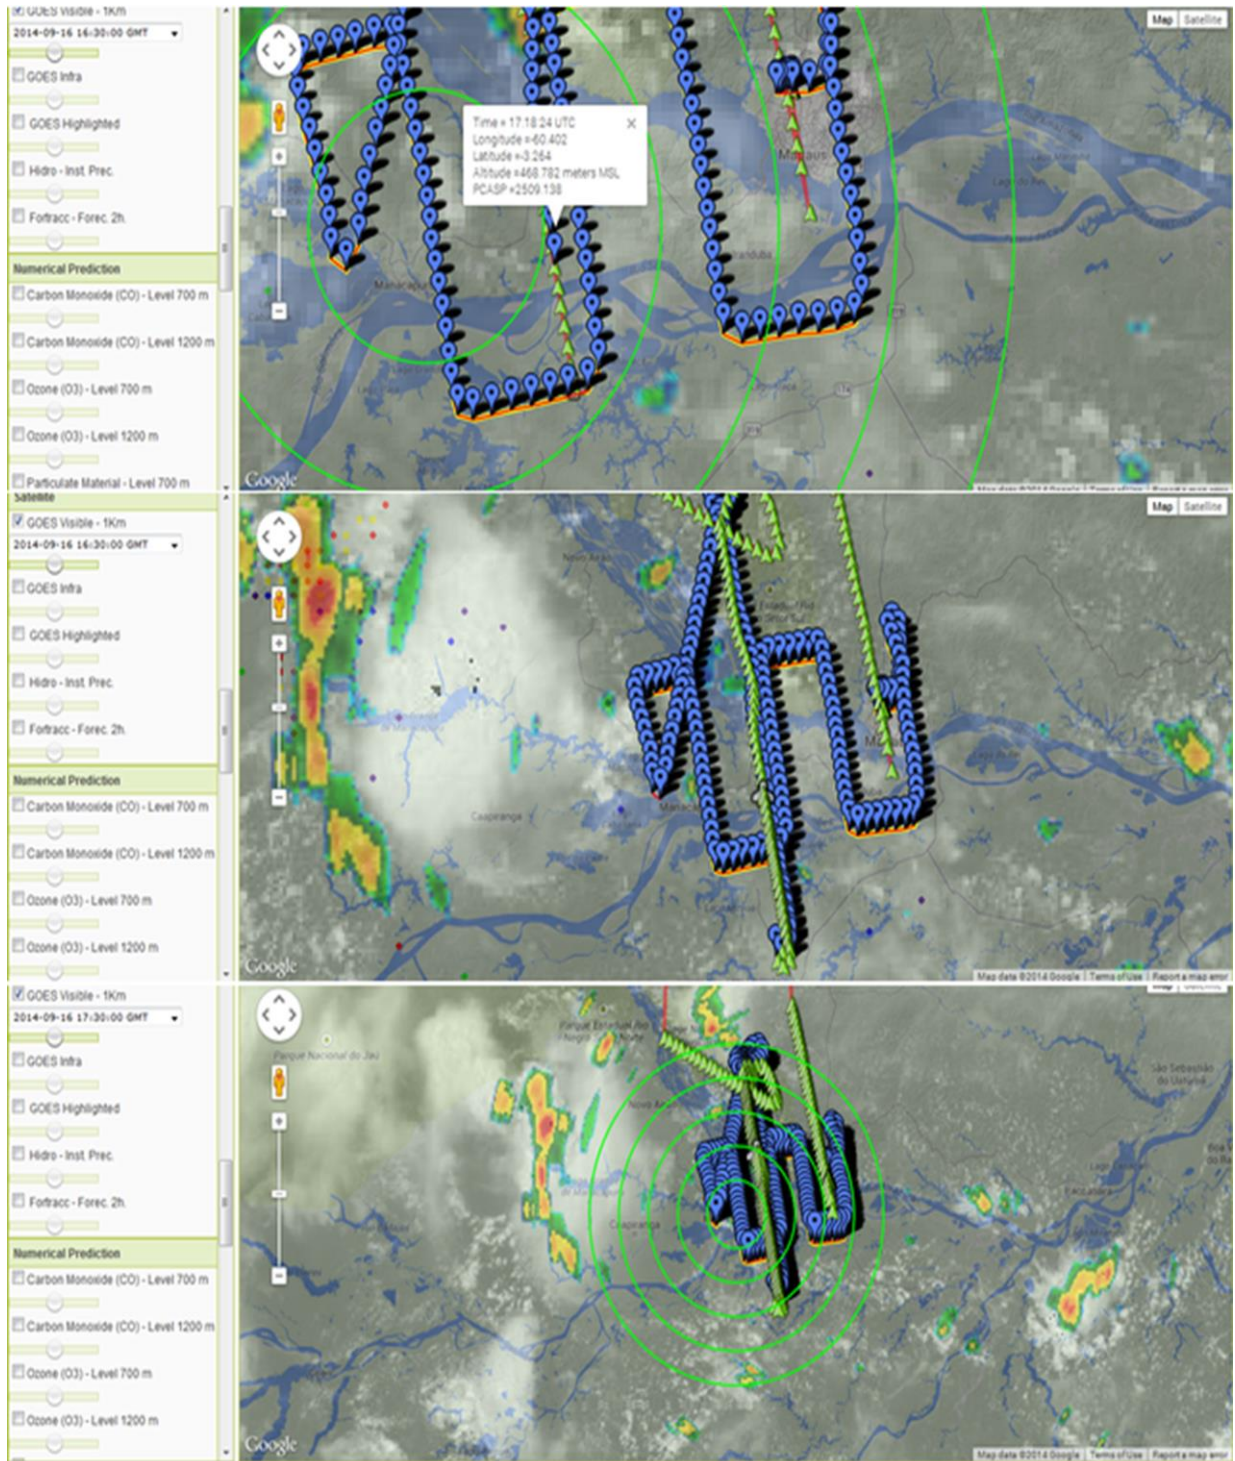 GOES Visible - 1Km
2014-09-16 16:30:00 GMT
GOES Infra
GOES Highlighted
Hidro - Inst. Prec.
Fortracc - Forec. 2h.
Numerical Prediction
Carbon Monoxide (CO) - Level 700 m
Carbon Monoxide (CO) - Level 1200 m
Ozone (O3) - Level 700 m
Ozone (O3) - Level 1200 m
Particulate Material - Level 700 m
Map Satellite
Time = 17:18:24 UTC
Longitude =-60.402
Latitude =-3.264
Altitude =468.782 meters MSL
PCASP =2509.138
Manaus
Google
Satellite
GOES Visible - 1Km
2014-09-16 16:30:00 GMT
GOES Infra
GOES Highlighted
Hidro - Inst. Prec.
Fortracc - Forec. 2h.
Numerical Prediction
Carbon Monoxide (CO) - Level 700 m
Carbon Monoxide (CO) - Level 1200 m
Ozone (O3) - Level 700 m
Ozone (O3) - Level 1200 m
Map Satellite
Caapiranga
Google
Map data ©2014 Google Terms of Use Report a map error
GOES Visible - 1Km
2014-09-16 17:30:00 GMT
GOES Infra
GOES Highlighted
Hidro - Inst. Prec.
Fortracc - Forec. 2h.
Numerical Prediction
Carbon Monoxide (CO) - Level 700 m
Carbon Monoxide (CO) - Level 1200 m
Ozone (O3) - Level 700 m
Ozone (O3) - Level 1200 m
Parque Nacional do Jaú
São Sebastião
do Uatumã
Caapiranga
Google
Map data ©2014 Google Terms of Use Report a map error